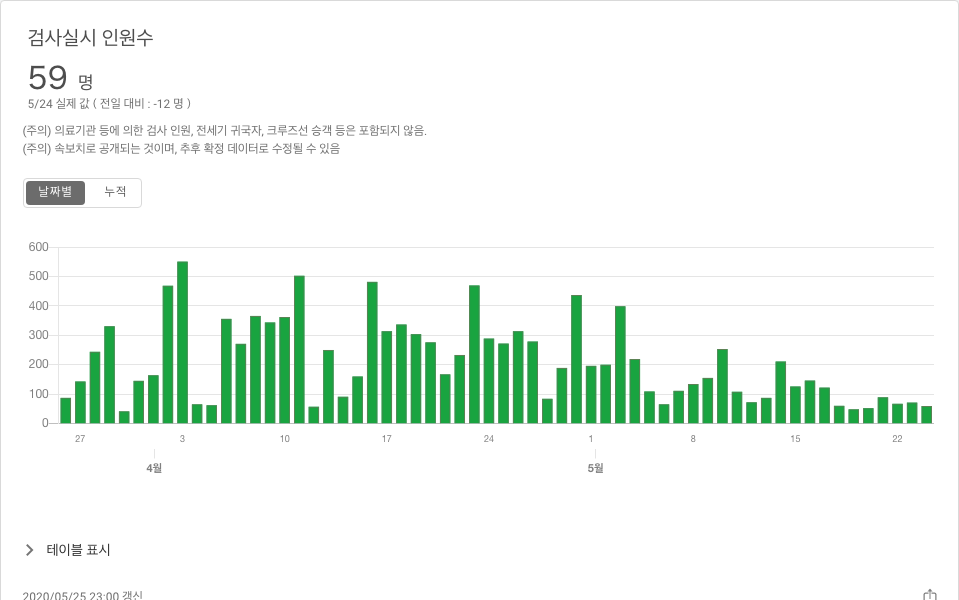 검사실시 인원수
59 명
5/24 실제 값 ( 전일 대비 : -12 명 )
(주의) 의료기관 등에 의한 검사 인원, 전세기 귀국자, 크루즈선 승객 등은 포함되지 않음.
(주의) 속보치로 공개되는 것이며, 추후 확정 데이터로 수정될 수 있음
날짜별 누적
600
500
400
300
200
100
0
27 3 10 17 24 1 8 15 22
4월 5월
테이블 표시
2020/05/25 23:00 갱신